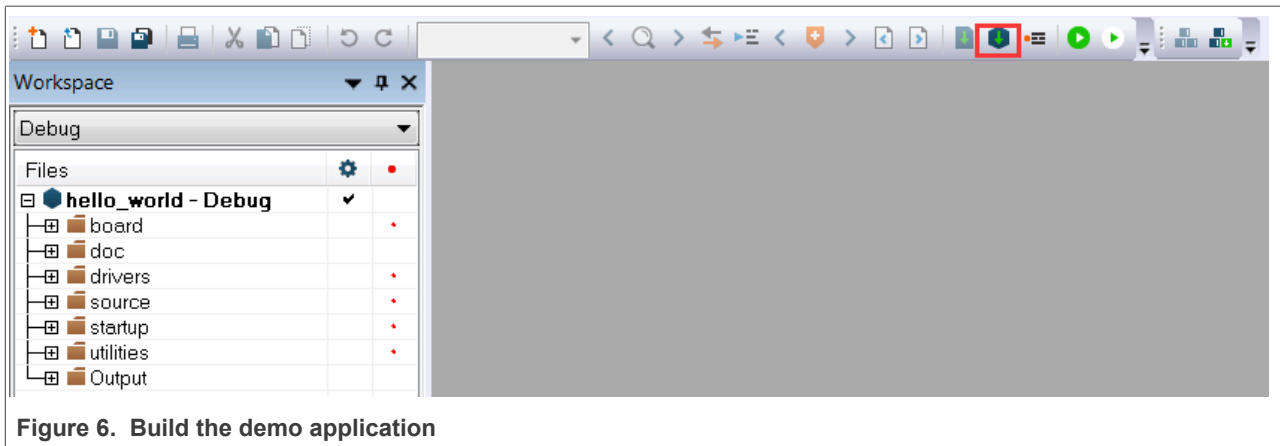 Workspace
Debug
Files
hello_world - Debug
board
doc
drivers
source
startup
utilities
Output
Figure 6. Build the demo application